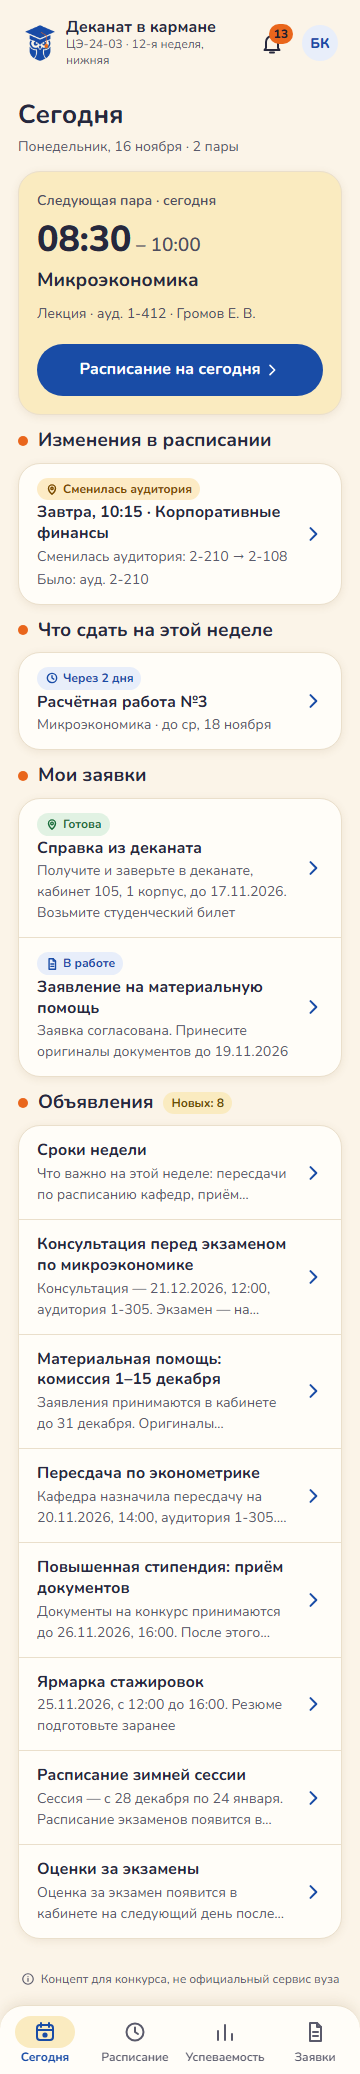 Деканат в кармане
ЦЭ-24-03 · 12-я неделя,
нижняя
13
БК
Сегодня
Понедельник, 16 ноября · 2 пары
Следующая пара · сегодня
08:30 – 10:00
Микроэкономика
Лекция · ауд. 1-412 · Громов Е. В.
Расписание на сегодня
Изменения в расписании
Сменилась аудитория
Завтра, 10:15 · Корпоративные
финансы
Сменилась аудитория: 2-210 → 2-108
Было: ауд. 2-210
Что сдать на этой неделе
Через 2 дня
Расчётная работа №3
Микроэкономика · до ср, 18 ноября
Мои заявки
Готова
Справка из деканата
Получите и заверьте в деканате,
кабинет 105, 1 корпус, до 17.11.2026.
Возьмите студенческий билет
В работе
Заявление на материальную
помощь
Заявка согласована. Принесите
оригиналы документов до 19.11.2026
Объявления
Новых: 8
Сроки недели
Что важно на этой неделе: пересдачи
по расписанию кафедр, приём…
Консультация перед экзаменом
по микроэкономике
Консультация — 21.12.2026, 12:00,
аудитория 1-305. Экзамен — на…
Материальная помощь:
комиссия 1–15 декабря
Заявления принимаются в кабинете
до 31 декабря. Оригиналы…
Пересдача по эконометрике
Кафедра назначила пересдачу на
20.11.2026, 14:00, аудитория 1-305.…
Повышенная стипендия: приём
документов
Документы на конкурс принимаются
до 26.11.2026, 16:00. После этого…
Ярмарка стажировок
25.11.2026, с 12:00 до 16:00. Резюме
подготовьте заранее
Расписание зимней сессии
Сессия — с 28 декабря по 24 января.
Расписание экзаменов появится в…
Оценки за экзамены
Оценка за экзамен появится в
кабинете на следующий день после…
Концепт для конкурса, не официальный сервис вуза
Сегодня
Расписание
Успеваемость
Заявки